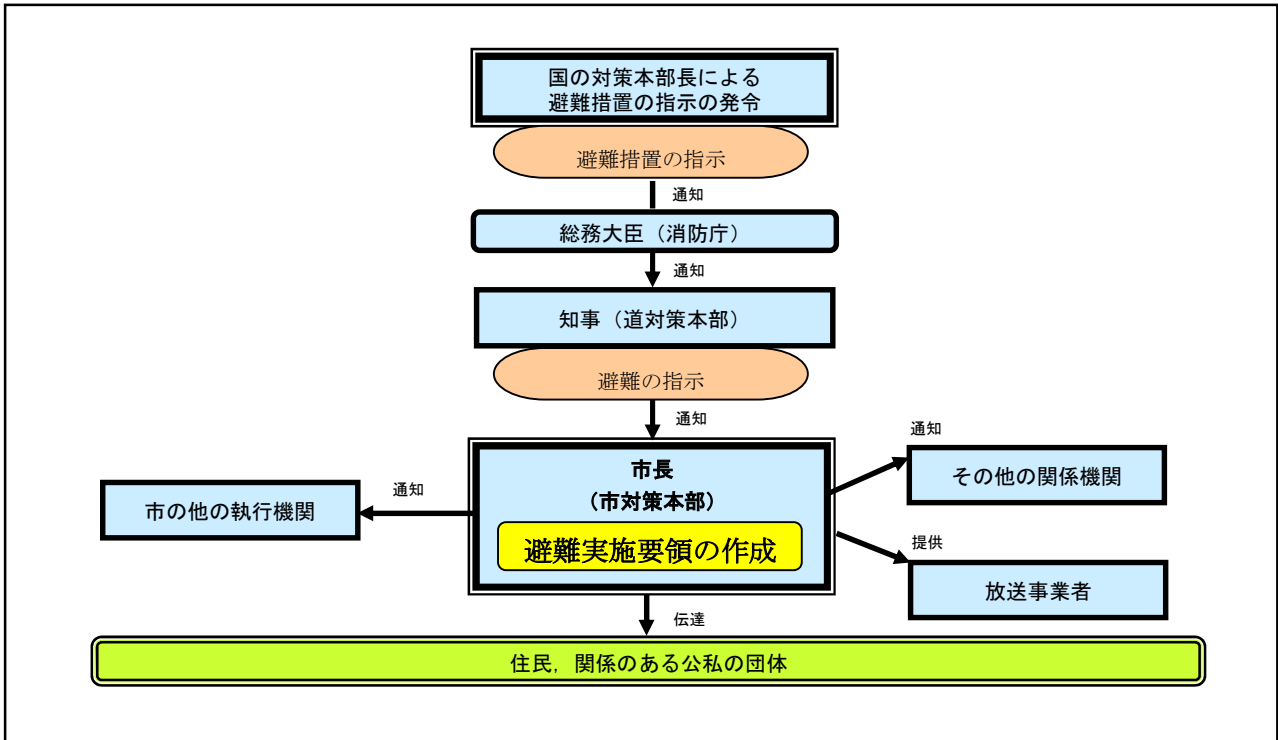 国の対策本部長による
避難措置の指示の発令
避難措置の指示
通知
総務大臣（消防庁）
通知
知事（道対策本部）
避難の指示
通知
市長
（市対策本部）
避難実施要領の作成
通知
市の他の執行機関
通知
その他の関係機関
提供
放送事業者
伝達
住民，関係のある公私の団体